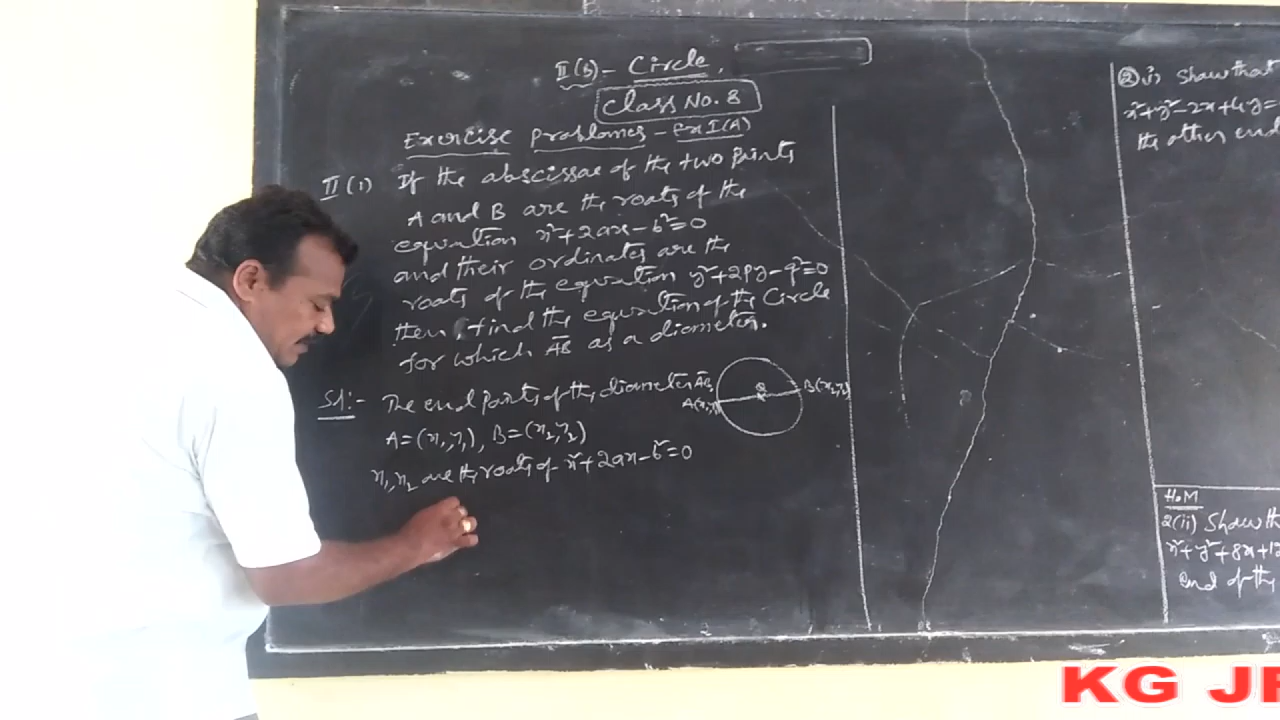 II(B) - Circle.
Class No. 8
Exercise Problomes - Ex I(A)
II (1) If the abscissae of the two points
A and B are the roots of the
equation x²+2ax-b²=0
and their ordinates are the
roots of the equation y²+2py-q²=0
then, find the equation of the Circle
for which AB as a diameter.
Sol:- The end points of the diameter AB,
A=(x₁,y₁), B=(x₂,y₂)
x₁,x₂ are the roots of x²+2ax-b²=0
A(x₁,y₁)
B(x₂,y₂)
② i) Show that
x²+y²-2x+4y=
the other end
H.M
2(ii) Show th
x²+y²+8x+12
end of the
KG JP